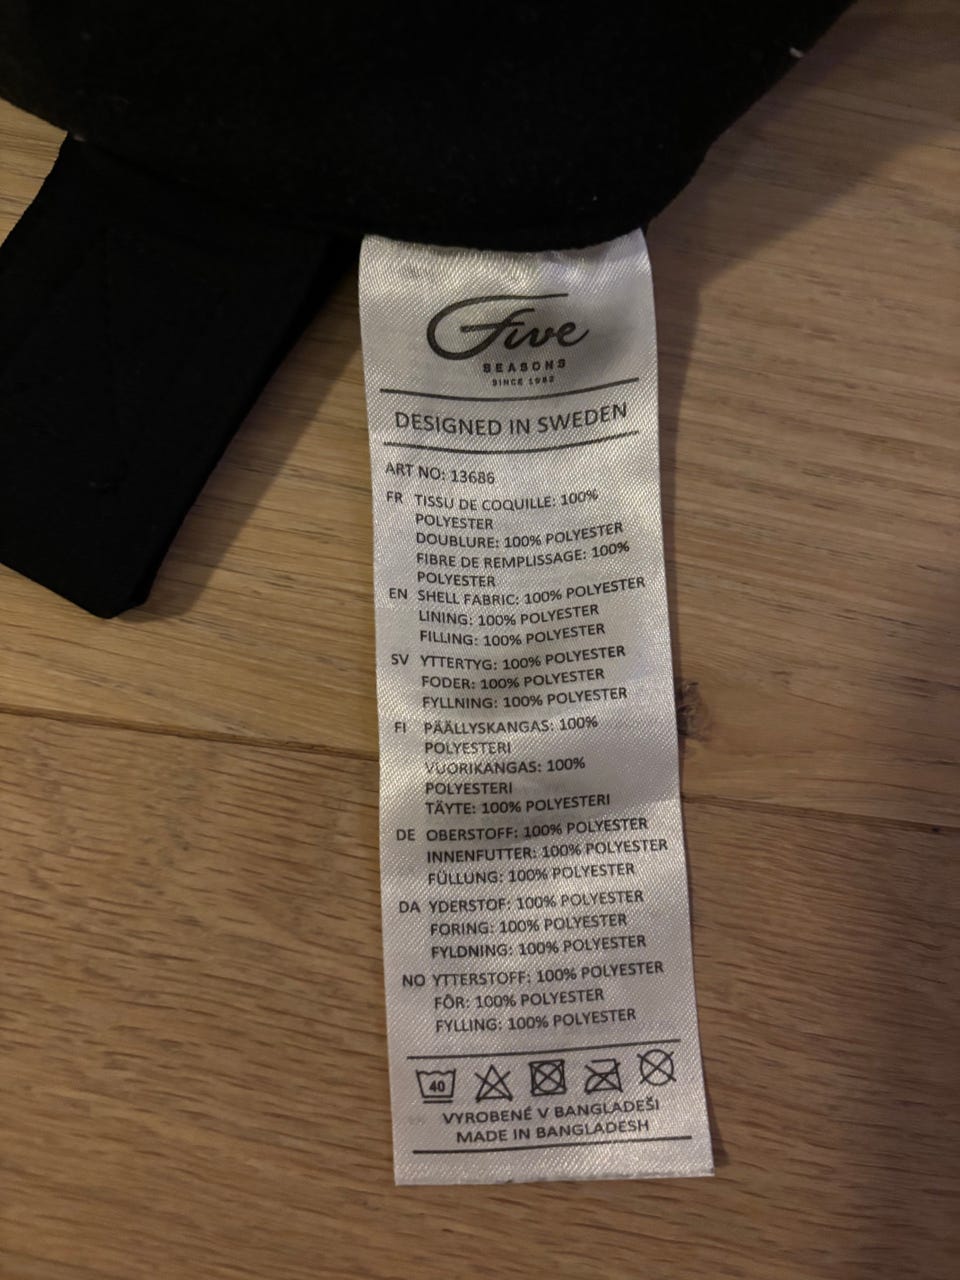 Five
SEASONS
SINCE 1982
DESIGNED IN SWEDEN
ART NO: 13686
FR TISSU DE COQUILLE: 100%
POLYESTER
DOUBLURE: 100% POLYESTER
FIBRE DE REMPLISSAGE: 100%
POLYESTER
EN SHELL FABRIC: 100% POLYESTER
LINING: 100% POLYESTER
FILLING: 100% POLYESTER
SV YTTERTYG: 100% POLYESTER
FODER: 100% POLYESTER
FYLLNING: 100% POLYESTER
FI PÄÄLLYSKANGAS: 100%
POLYESTERI
VUORIKANGAS: 100%
POLYESTERI
TÄYTE: 100% POLYESTERI
DE OBERSTOFF: 100% POLYESTER
INNENFUTTER: 100% POLYESTER
FÜLLUNG: 100% POLYESTER
DA YDERSTOF: 100% POLYESTER
FORING: 100% POLYESTER
FYLDNING: 100% POLYESTER
NO YTTERSTOFF: 100% POLYESTER
FÔR: 100% POLYESTER
FYLLING: 100% POLYESTER
40
VYROBENÉ V BANGLADEŠI
MADE IN BANGLADESH